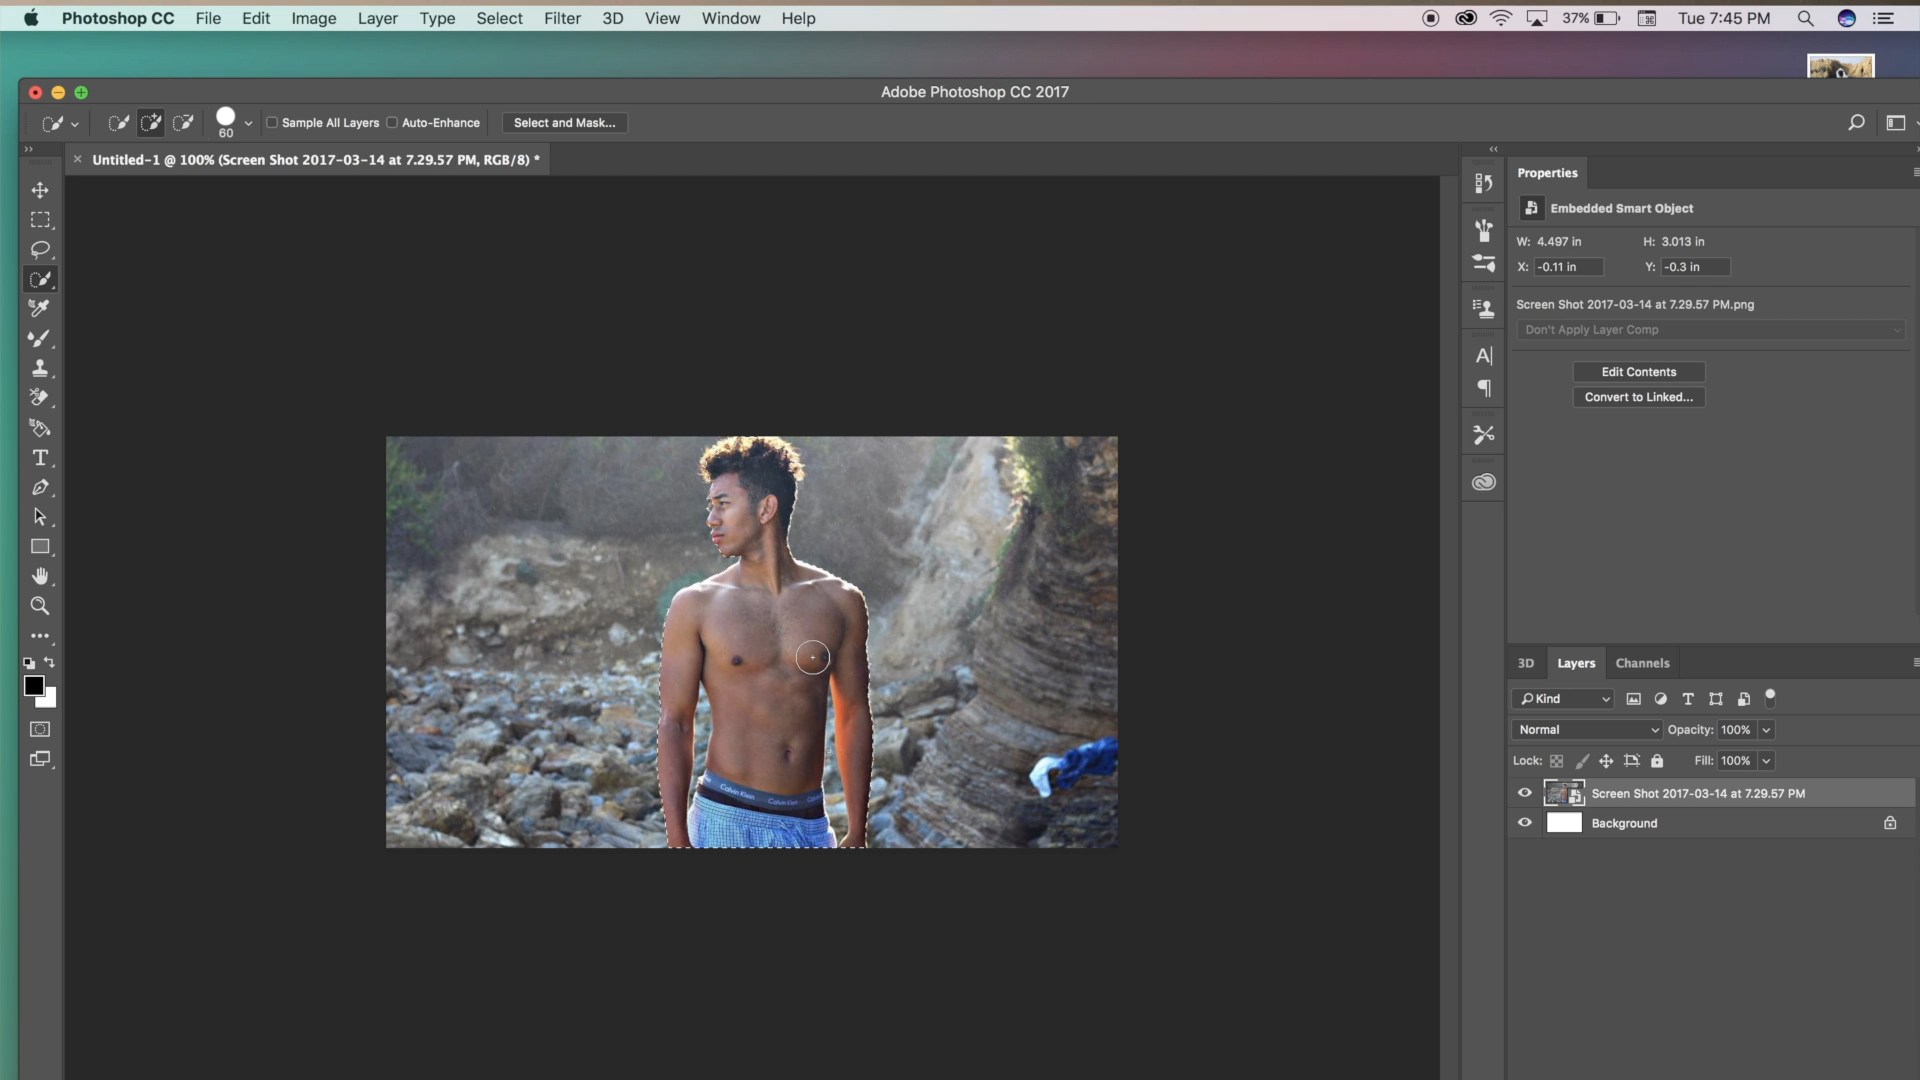 Photoshop CC File Edit Image Layer Type Select Filter 3D View Window Help 37% Tue 7:45 PM
Adobe Photoshop CC 2017
60 Sample All Layers Auto-Enhance Select and Mask...
Untitled-1 @ 100% (Screen Shot 2017-03-14 at 7.29.57 PM, RGB/8) *
Properties
Embedded Smart Object
W: 4.497 in H: 3.013 in
X: -0.11 in Y: -0.3 in
Screen Shot 2017-03-14 at 7.29.57 PM.png
Don't Apply Layer Comp
Edit Contents
Convert to Linked...
Calvin Klein Calvin Klein
3D Layers Channels
Kind
Normal Opacity: 100%
Lock: Fill: 100%
Screen Shot 2017-03-14 at 7.29.57 PM
Background